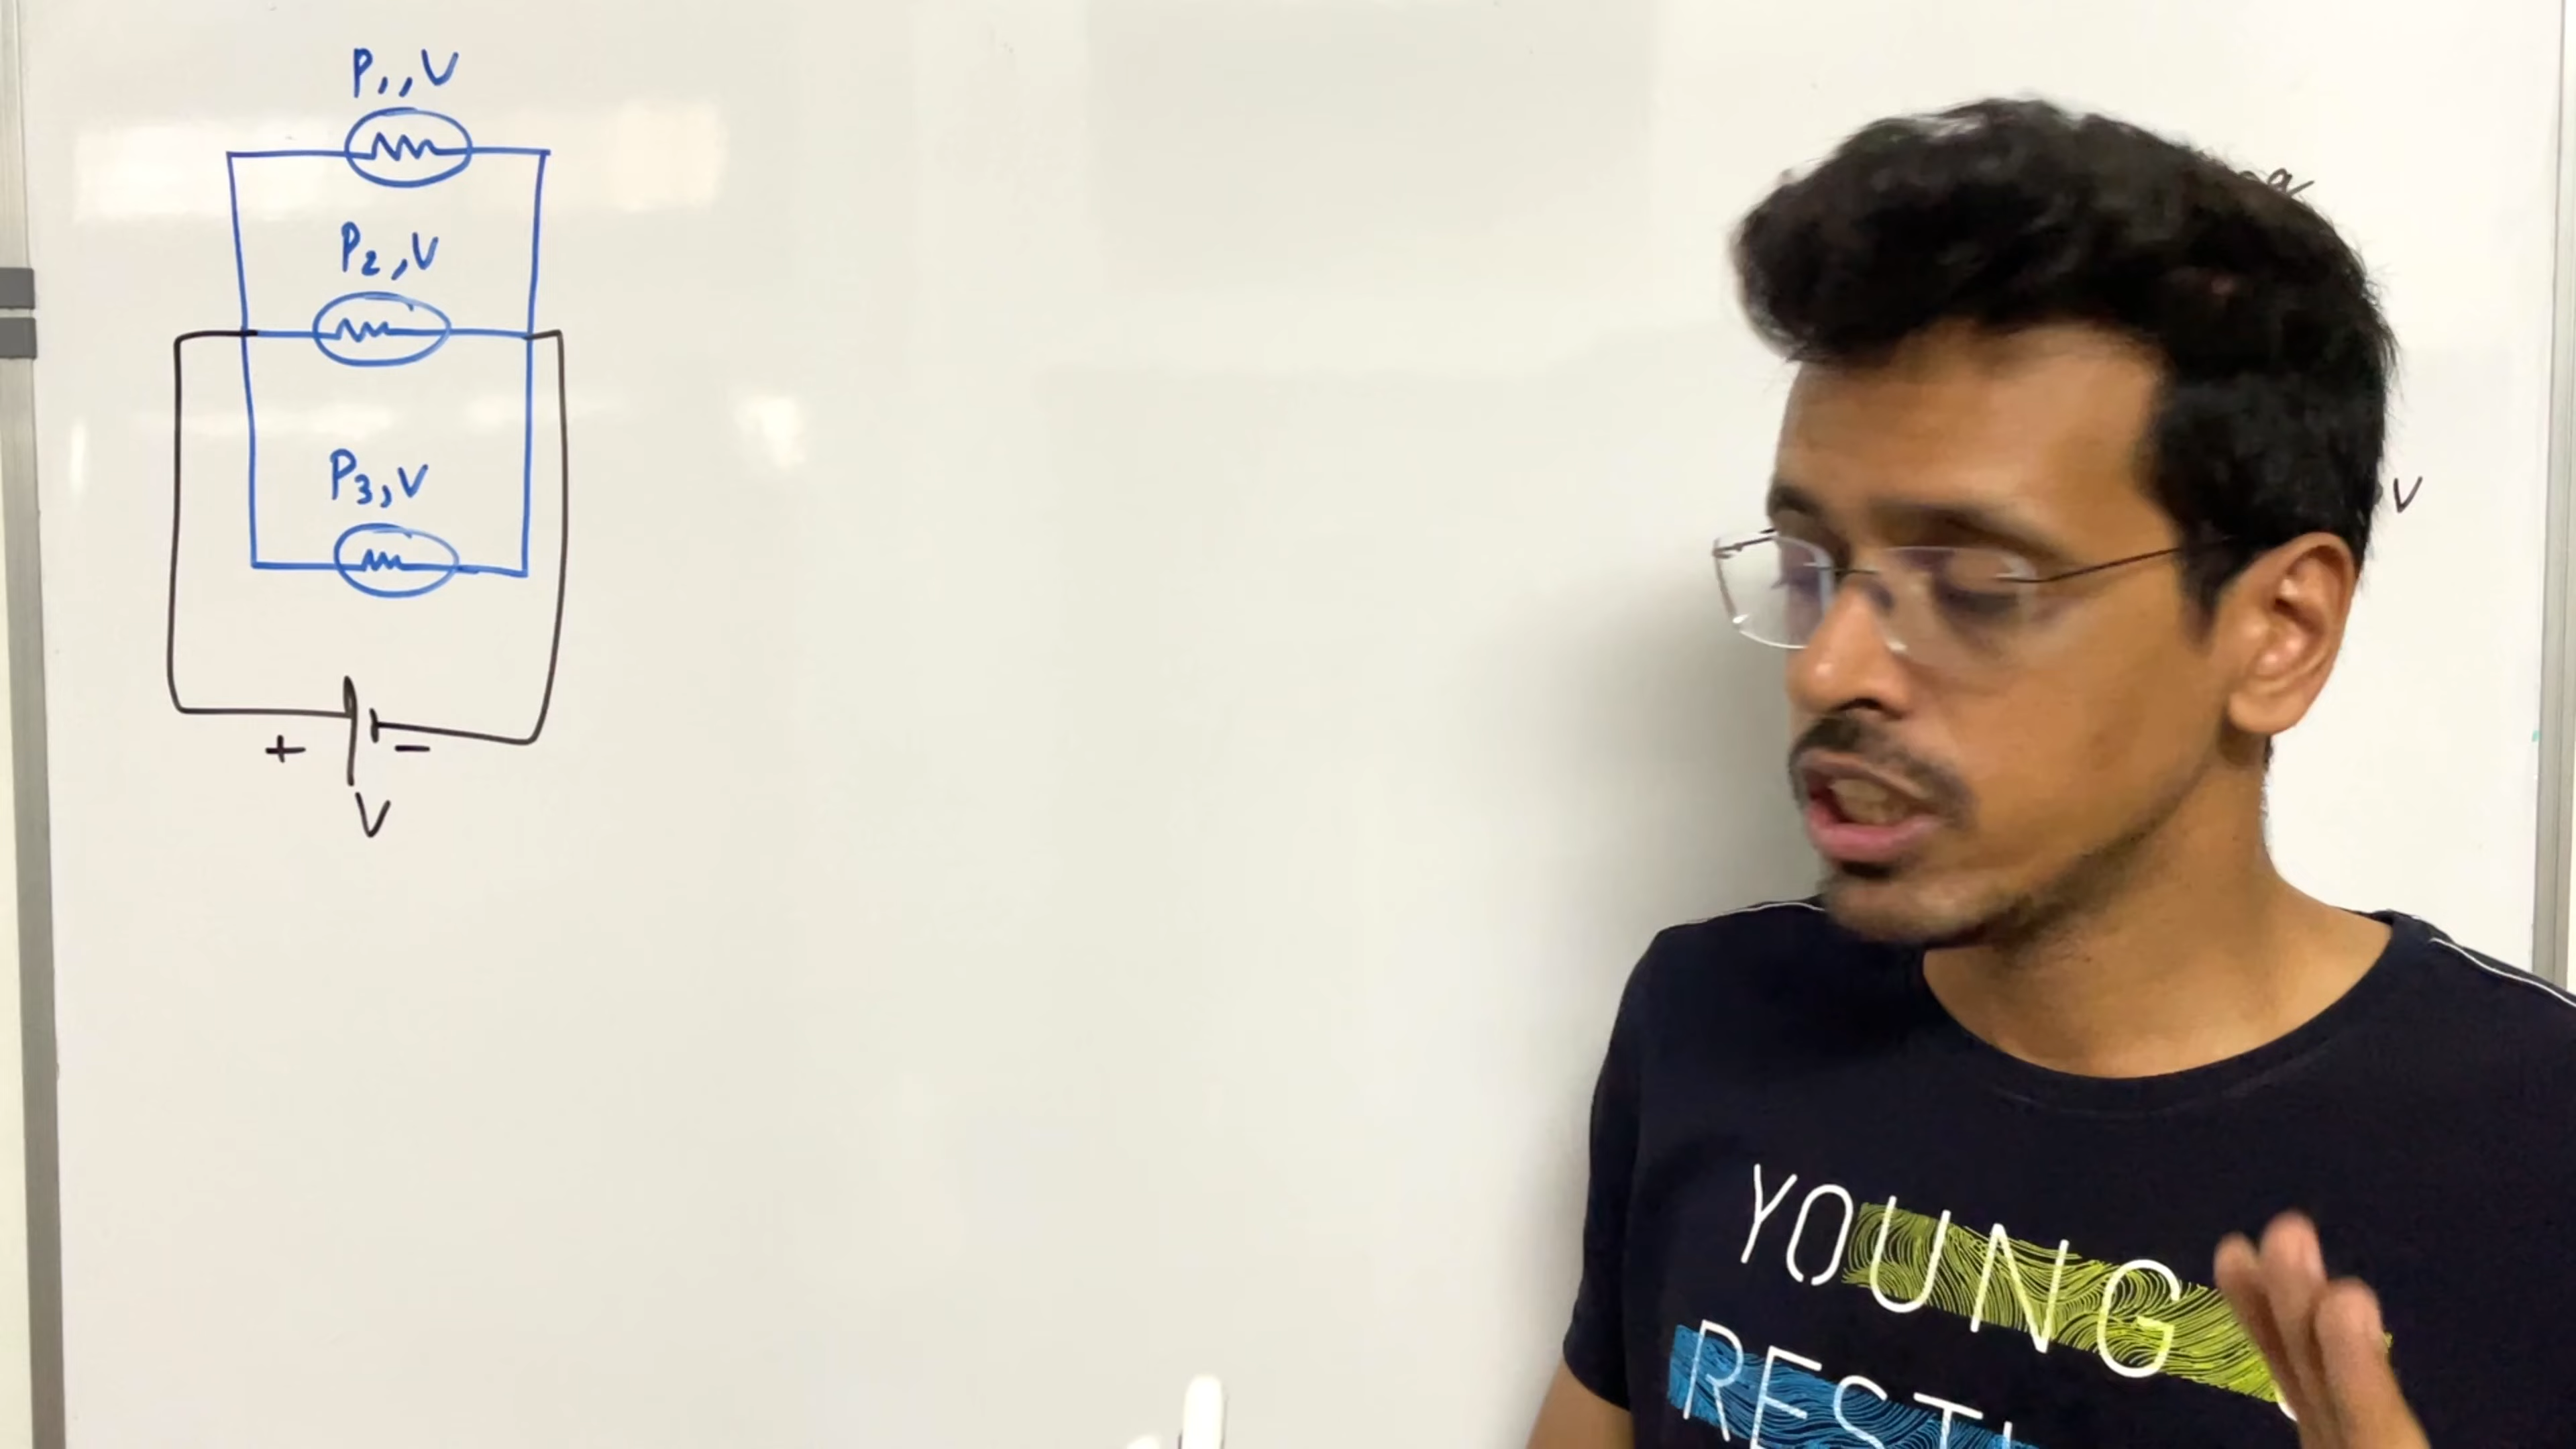 P1, V
P2, V
P3, V
+ -
V
V
YOUNG